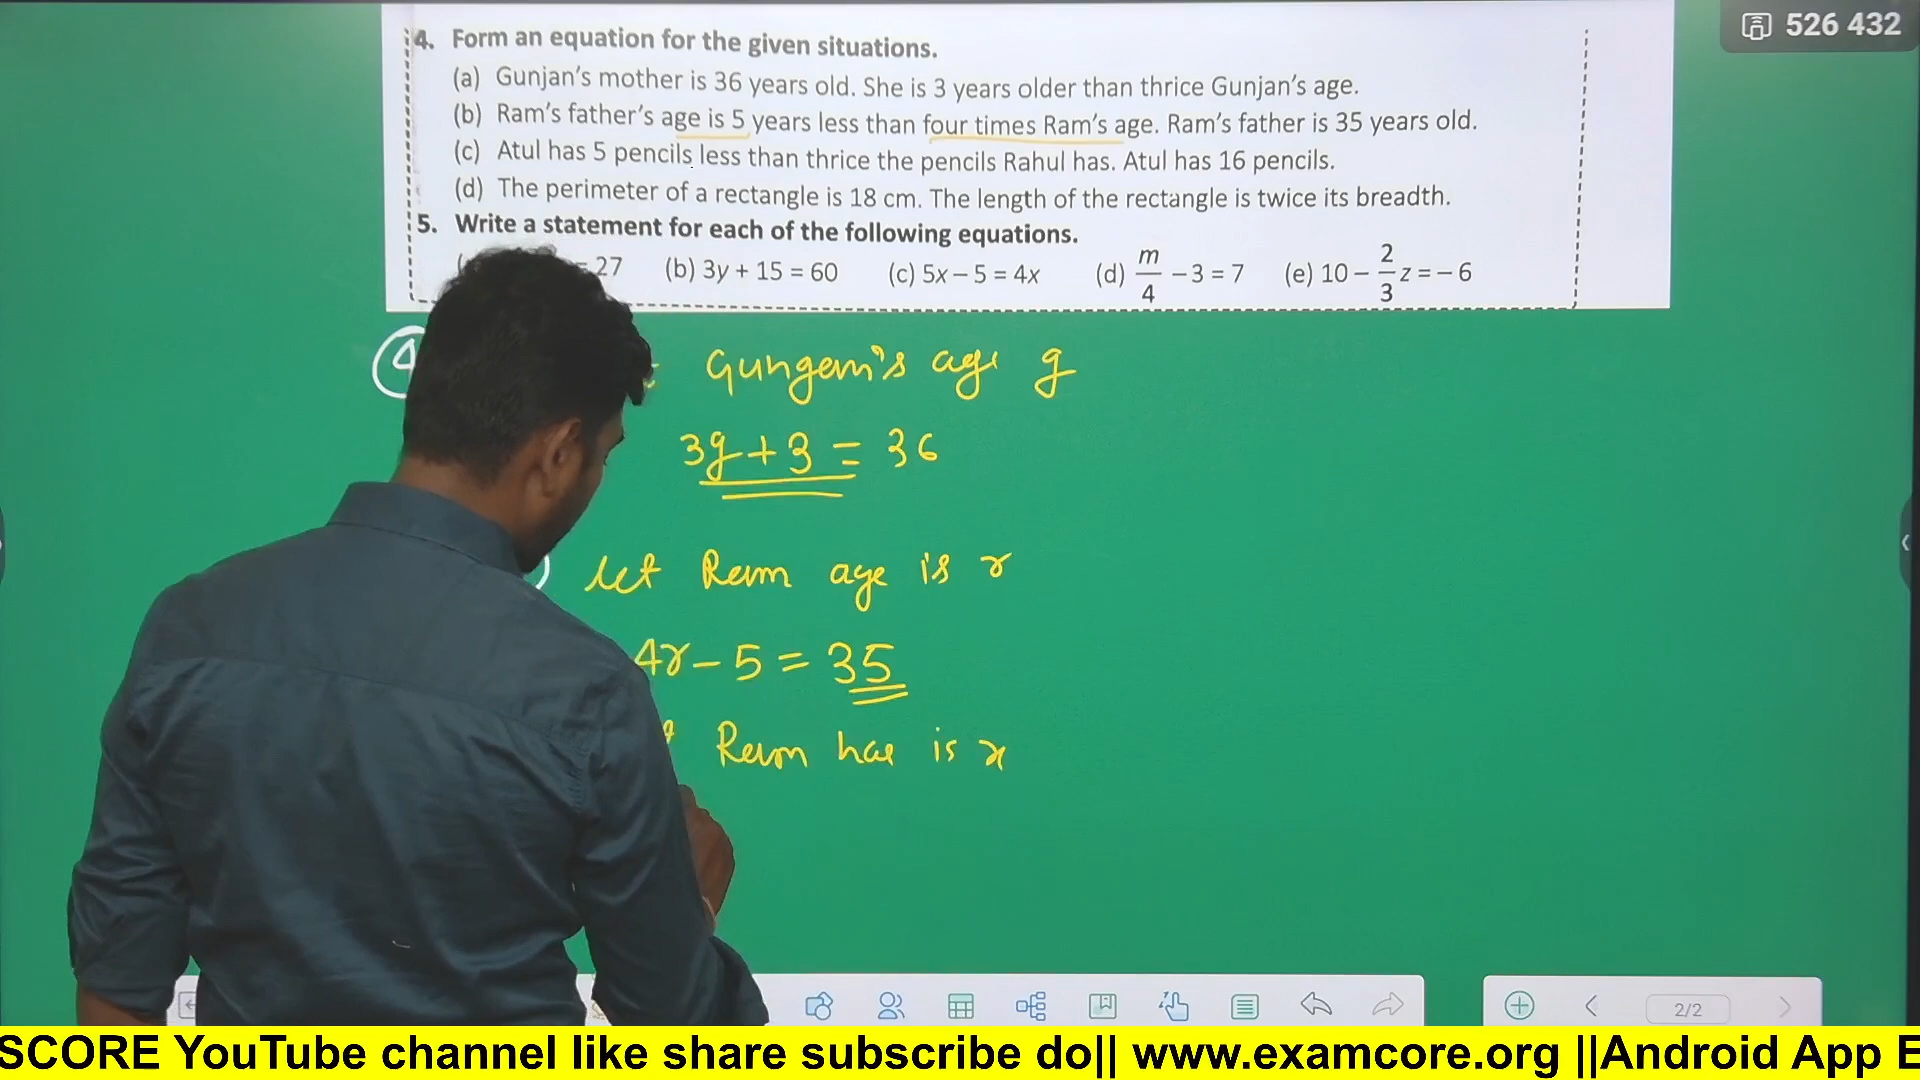 526 432
4. Form an equation for the given situations.
(a) Gunjan's mother is 36 years old. She is 3 years older than thrice Gunjan's age.
(b) Ram's father's age is 5 years less than four times Ram's age. Ram's father is 35 years old.
(c) Atul has 5 pencils less than thrice the pencils Rahul has. Atul has 16 pencils.
(d) The perimeter of a rectangle is 18 cm. The length of the rectangle is twice its breadth.
5. Write a statement for each of the following equations.
= 27 (b) 3y + 15 = 60 (c) 5x – 5 = 4x (d) m/4 – 3 = 7 (e) 10 – 2/3 z = – 6
4 Gungem's age g
3g + 3 = 36
let Ram age is r
4r – 5 = 35
Ram has is x
2/2
SCORE YouTube channel like share subscribe do|| www.examcore.org ||Android App E